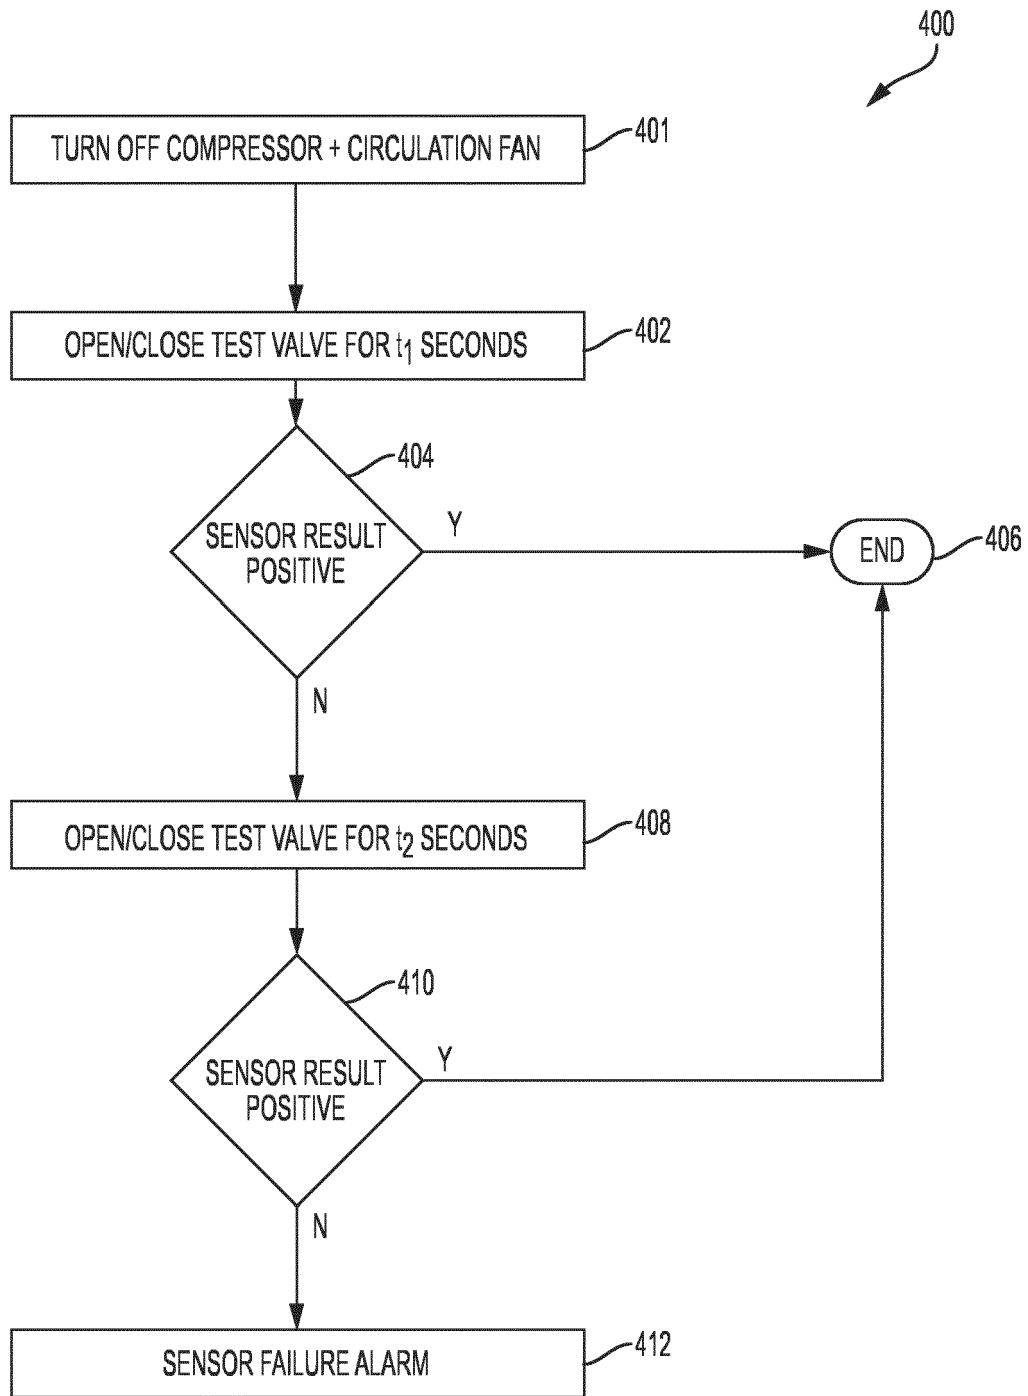 400
TURN OFF COMPRESSOR + CIRCULATION FAN
401
OPEN/CLOSE TEST VALVE FOR t1 SECONDS
402
404
SENSOR RESULT
POSITIVE
Y
END
406
N
OPEN/CLOSE TEST VALVE FOR t2 SECONDS
408
410
SENSOR RESULT
POSITIVE
Y
N
SENSOR FAILURE ALARM
412